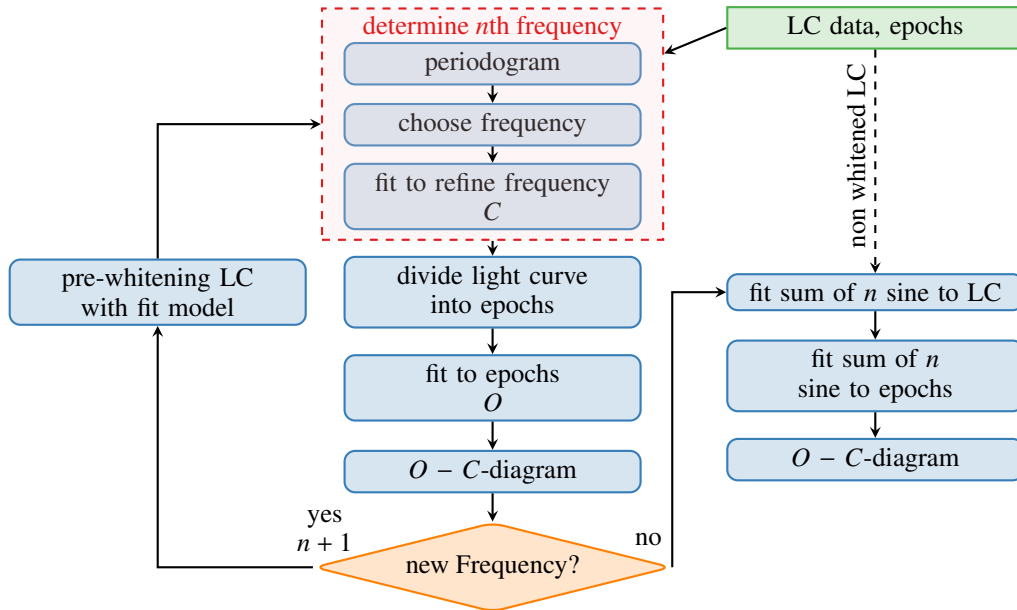 determine nth frequency
periodogram
choose frequency
fit to refine frequency
C
LC data, epochs
non whitened LC
pre-whitening LC
with fit model
divide light curve
into epochs
fit to epochs
O
O − C-diagram
new Frequency?
yes
n + 1
no
fit sum of n sine to LC
fit sum of n
sine to epochs
O − C-diagram